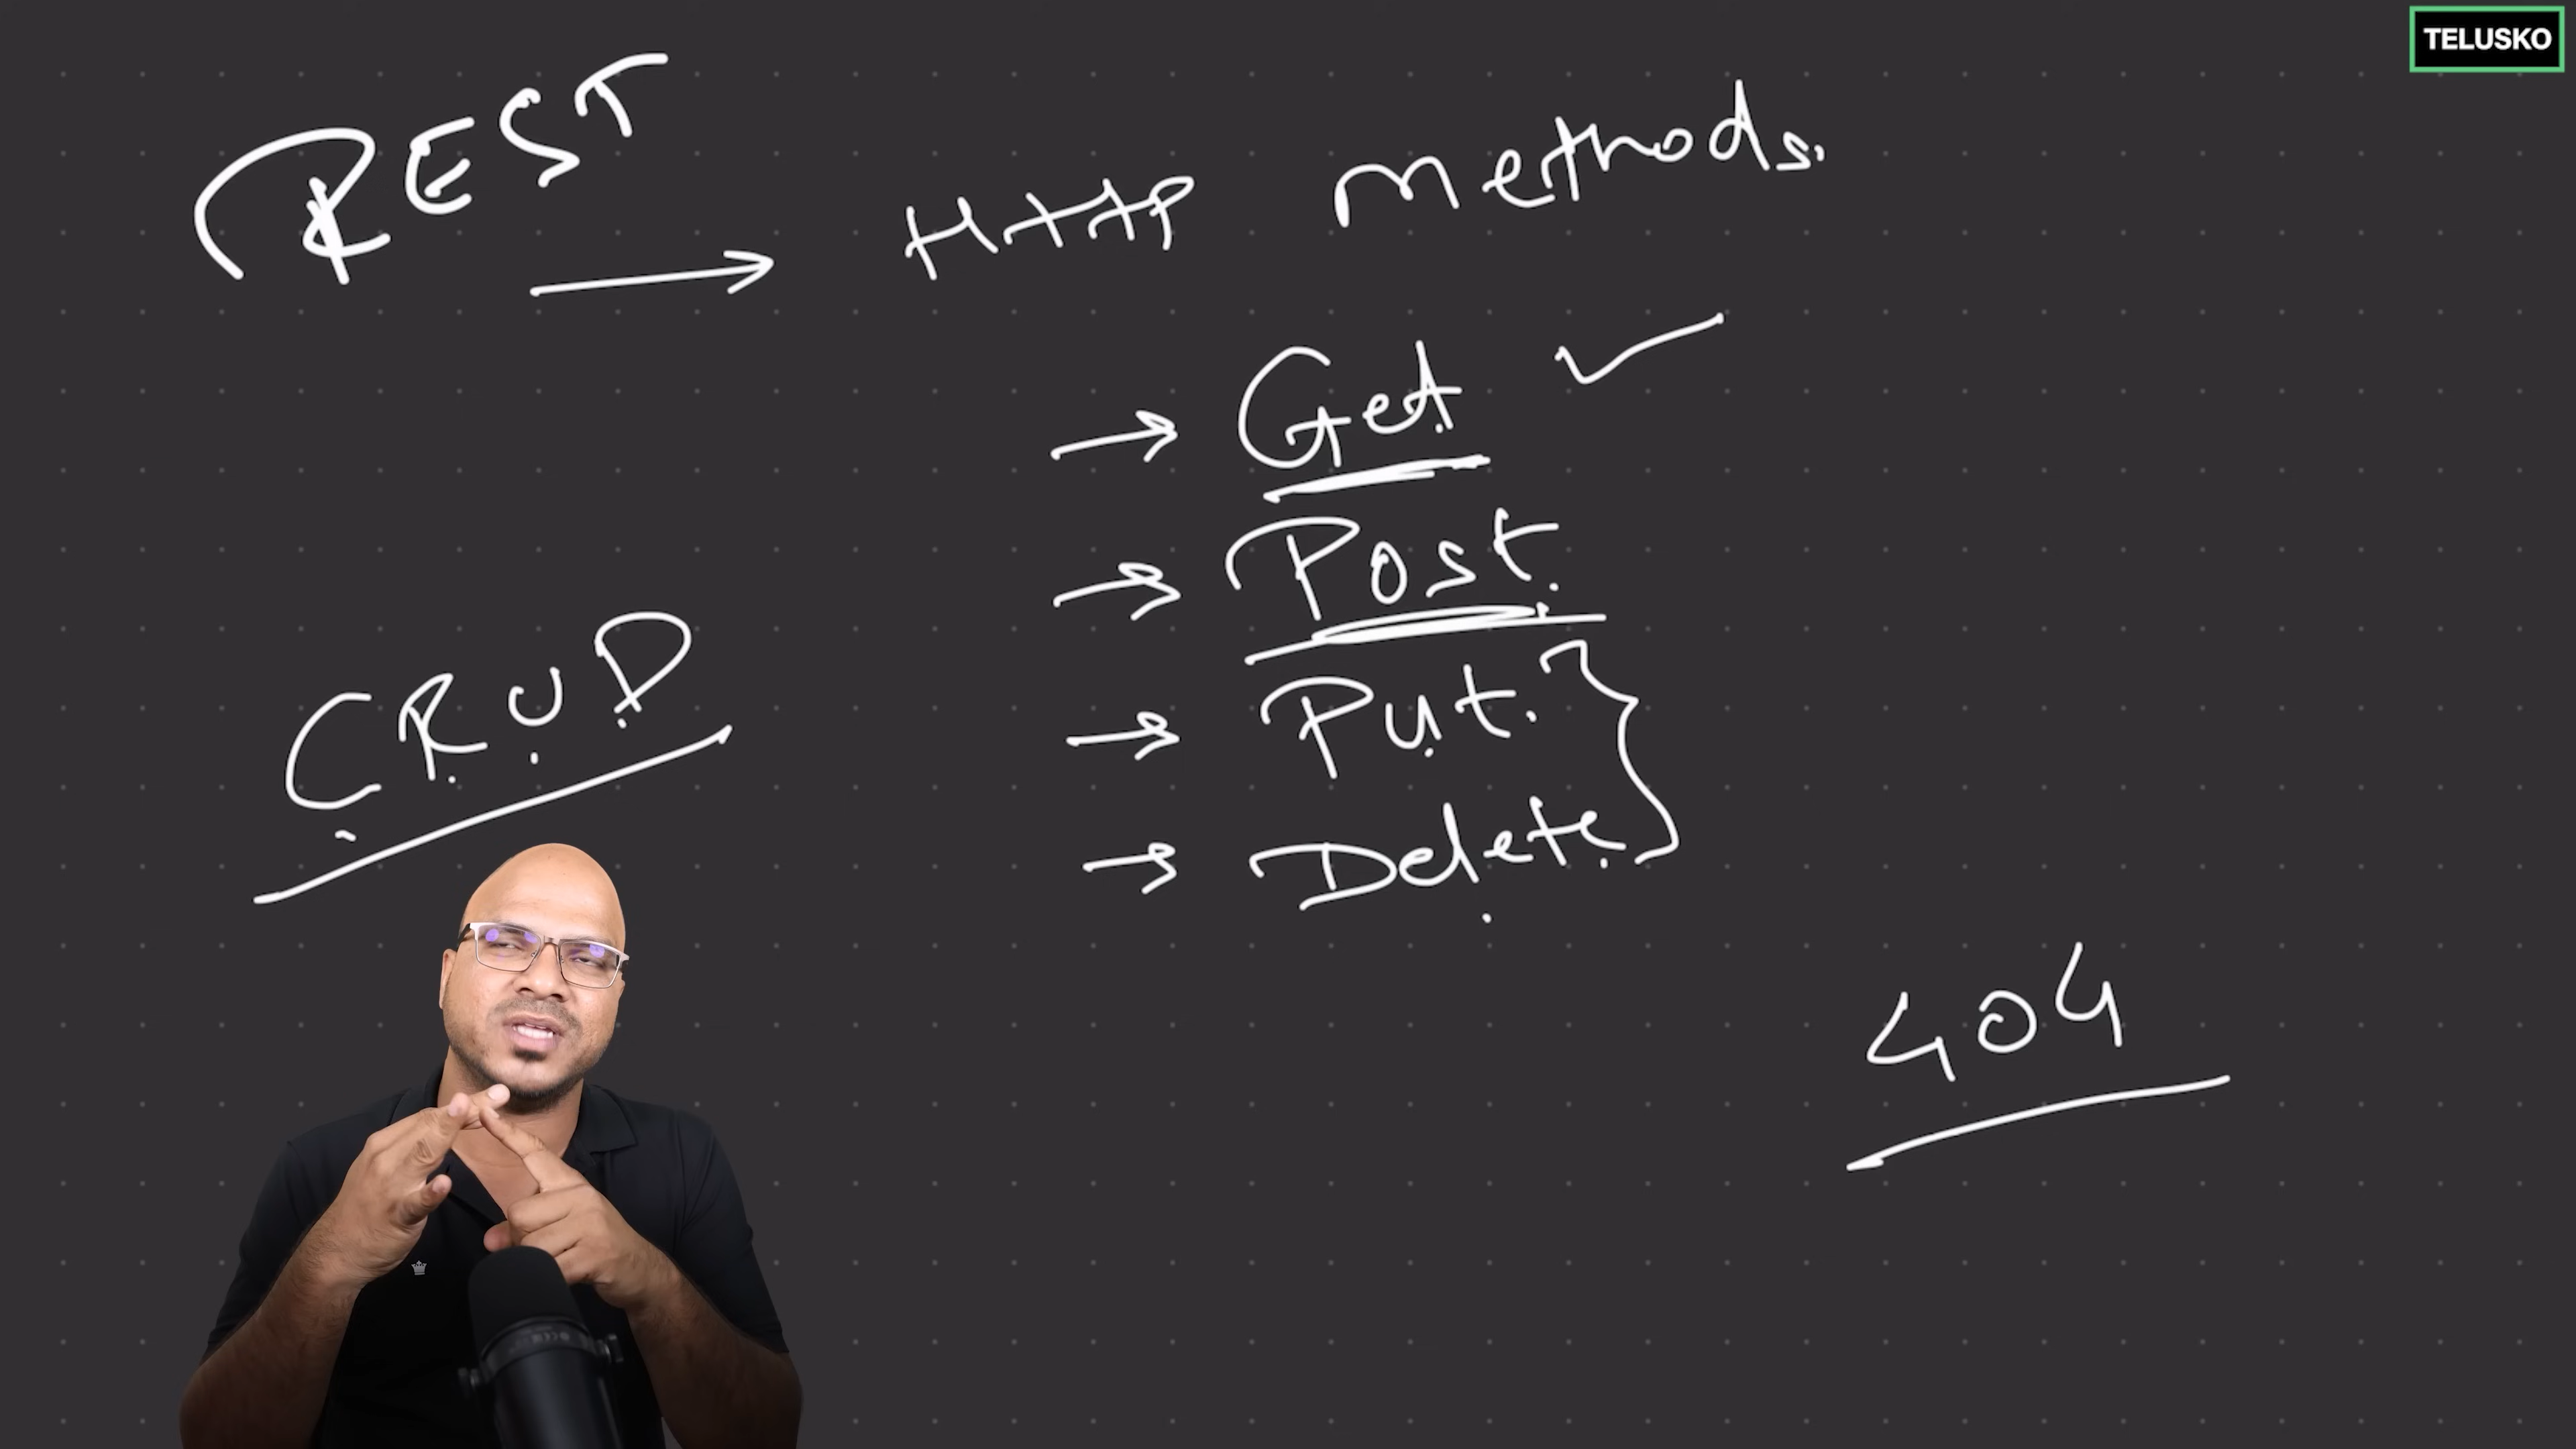 TELUSKO
REST
Http Methods.
Get
Post.
Put.
Delete
CRUD
404